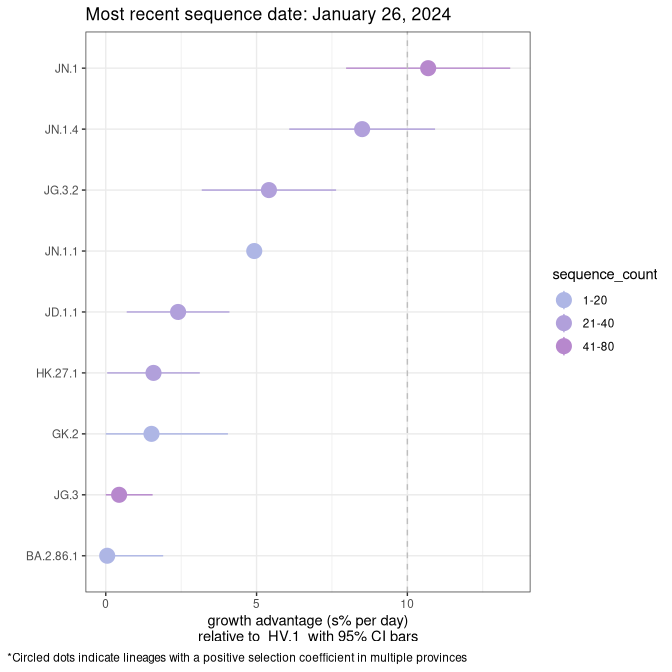 Most recent sequence date: January 26, 2024
JN.1
JN.1.4
JG.3.2
JN.1.1
JD.1.1
HK.27.1
GK.2
JG.3
BA.2.86.1
0 5 10
growth advantage (s% per day)
relative to HV.1 with 95% CI bars
sequence_count
1-20
21-40
41-80
*Circled dots indicate lineages with a positive selection coefficient in multiple provinces